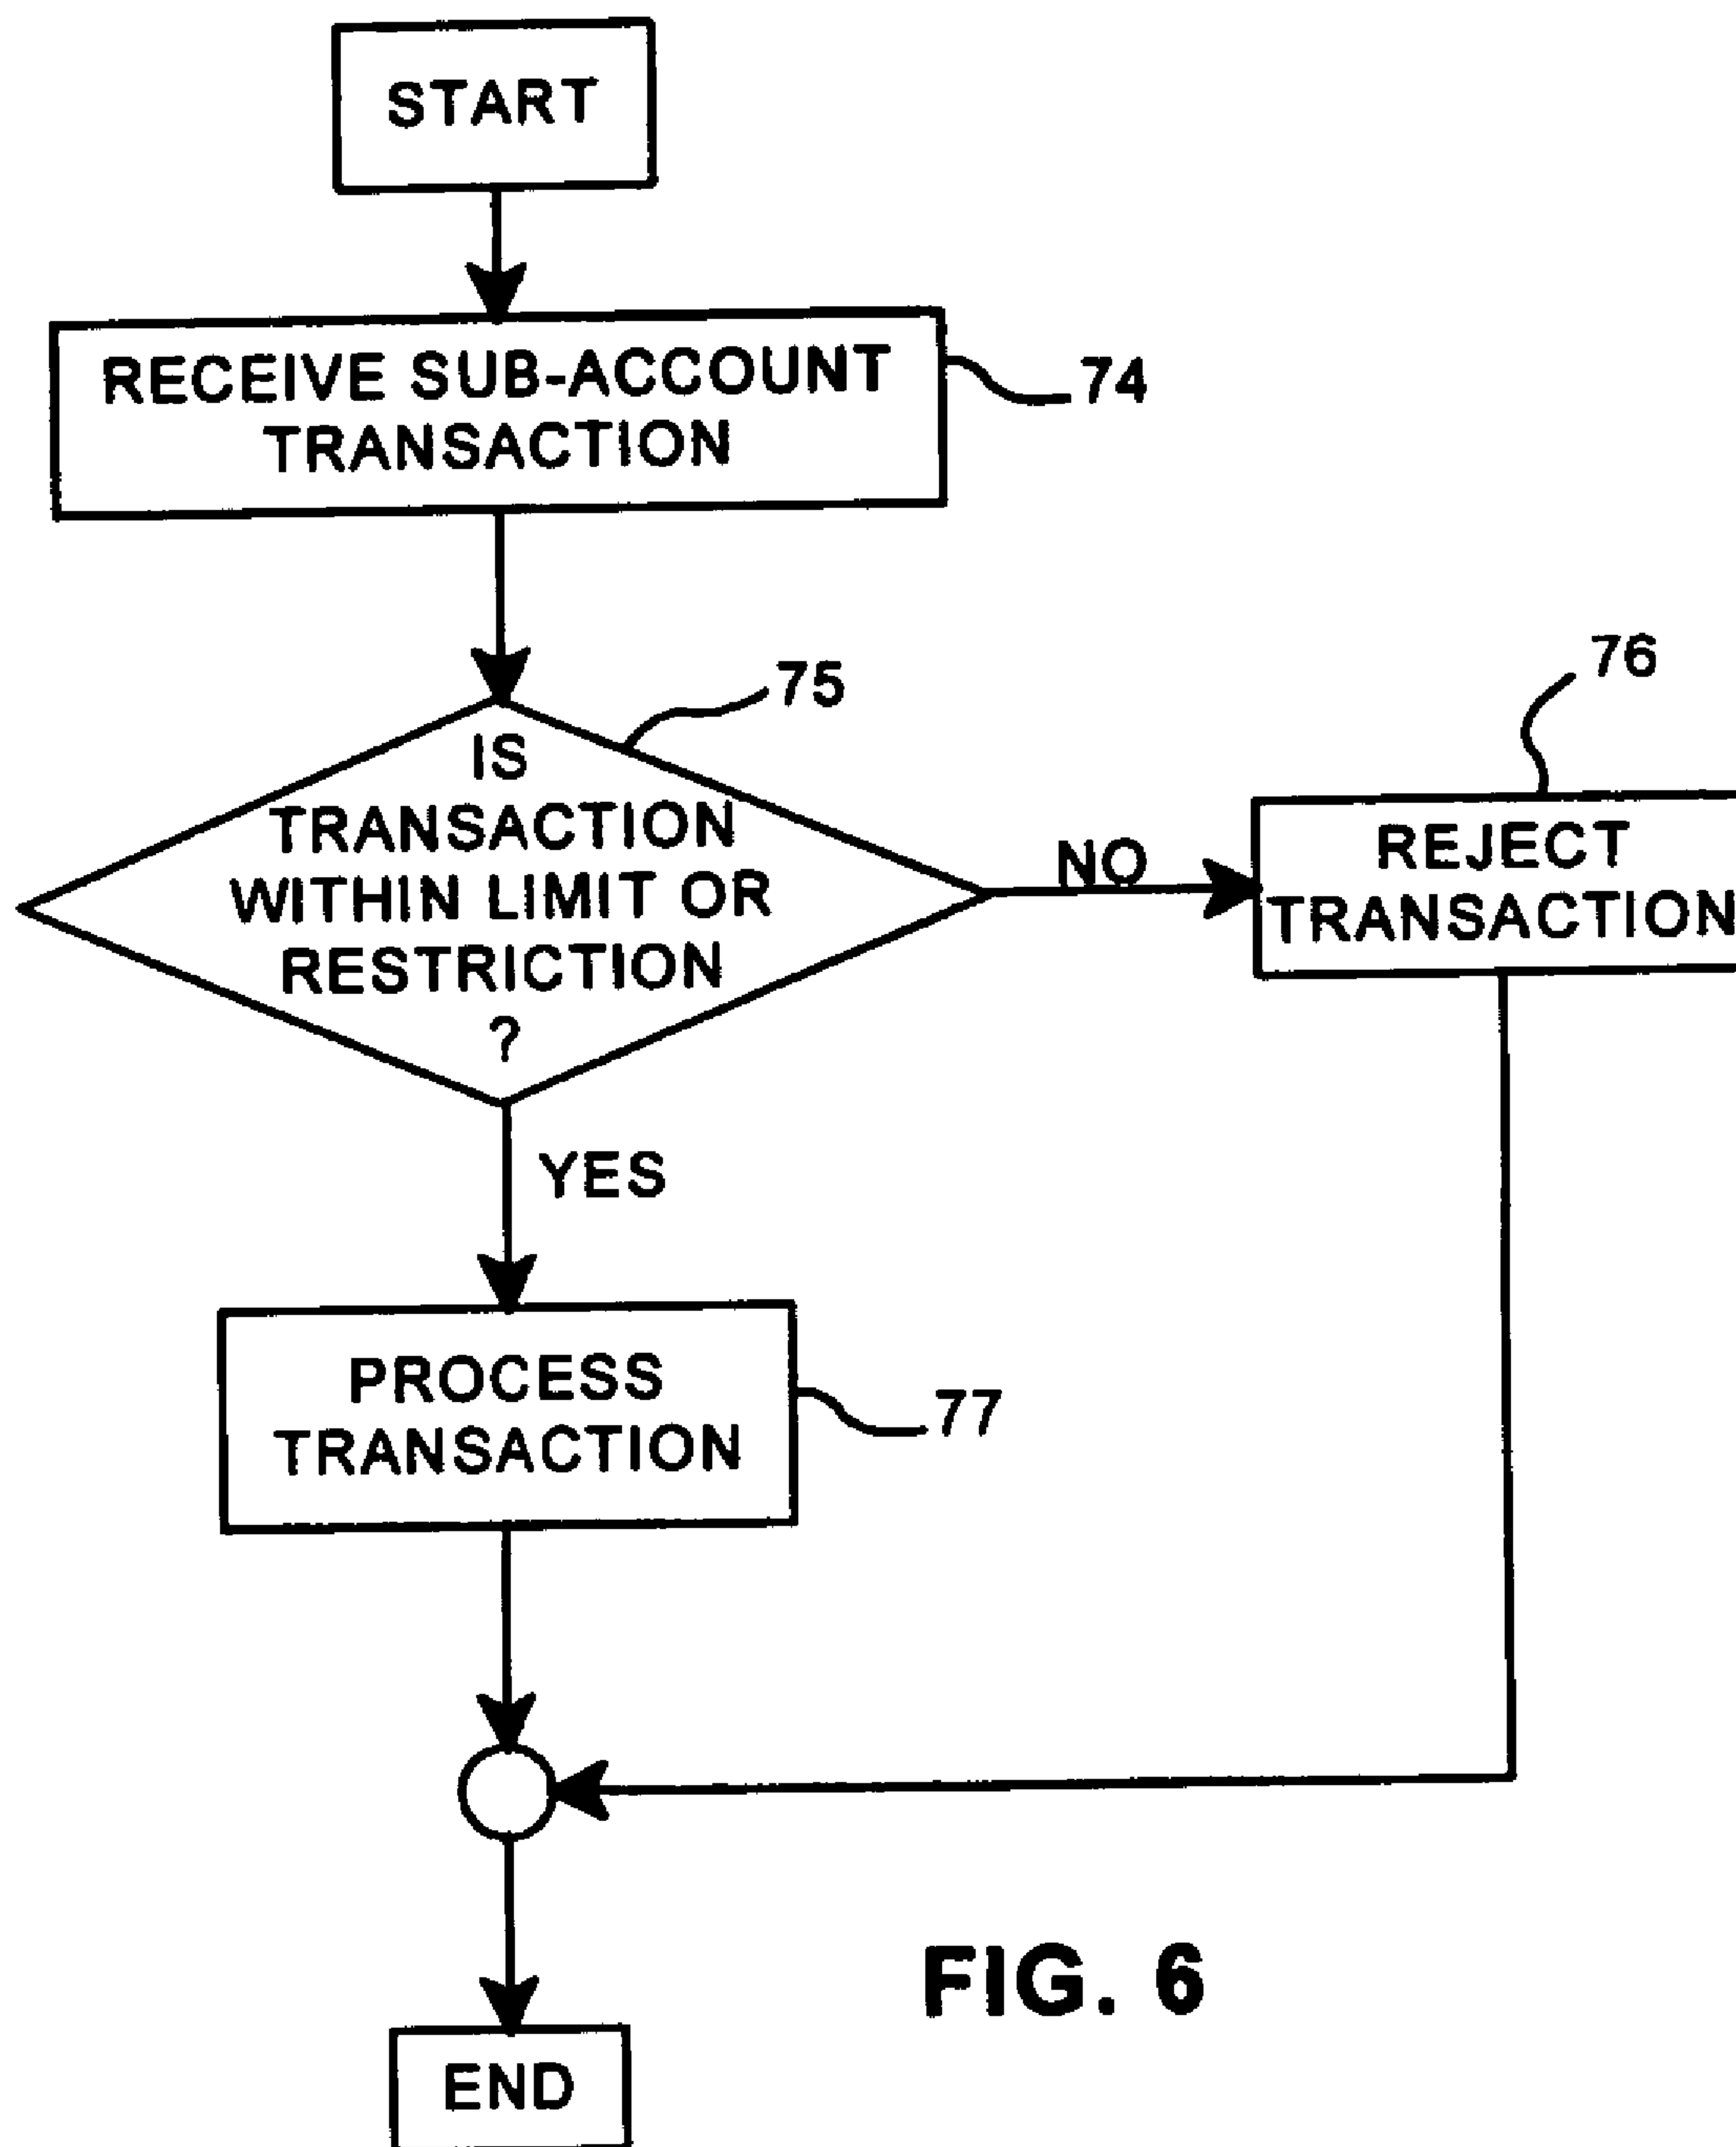 START
RECEIVE SUB-ACCOUNT
TRANSACTION
74
75
IS
TRANSACTION
WITHIN LIMIT OR
RESTRICTION
?
NO
76
REJECT
TRANSACTION
YES
PROCESS
TRANSACTION
77
FIG. 6
END